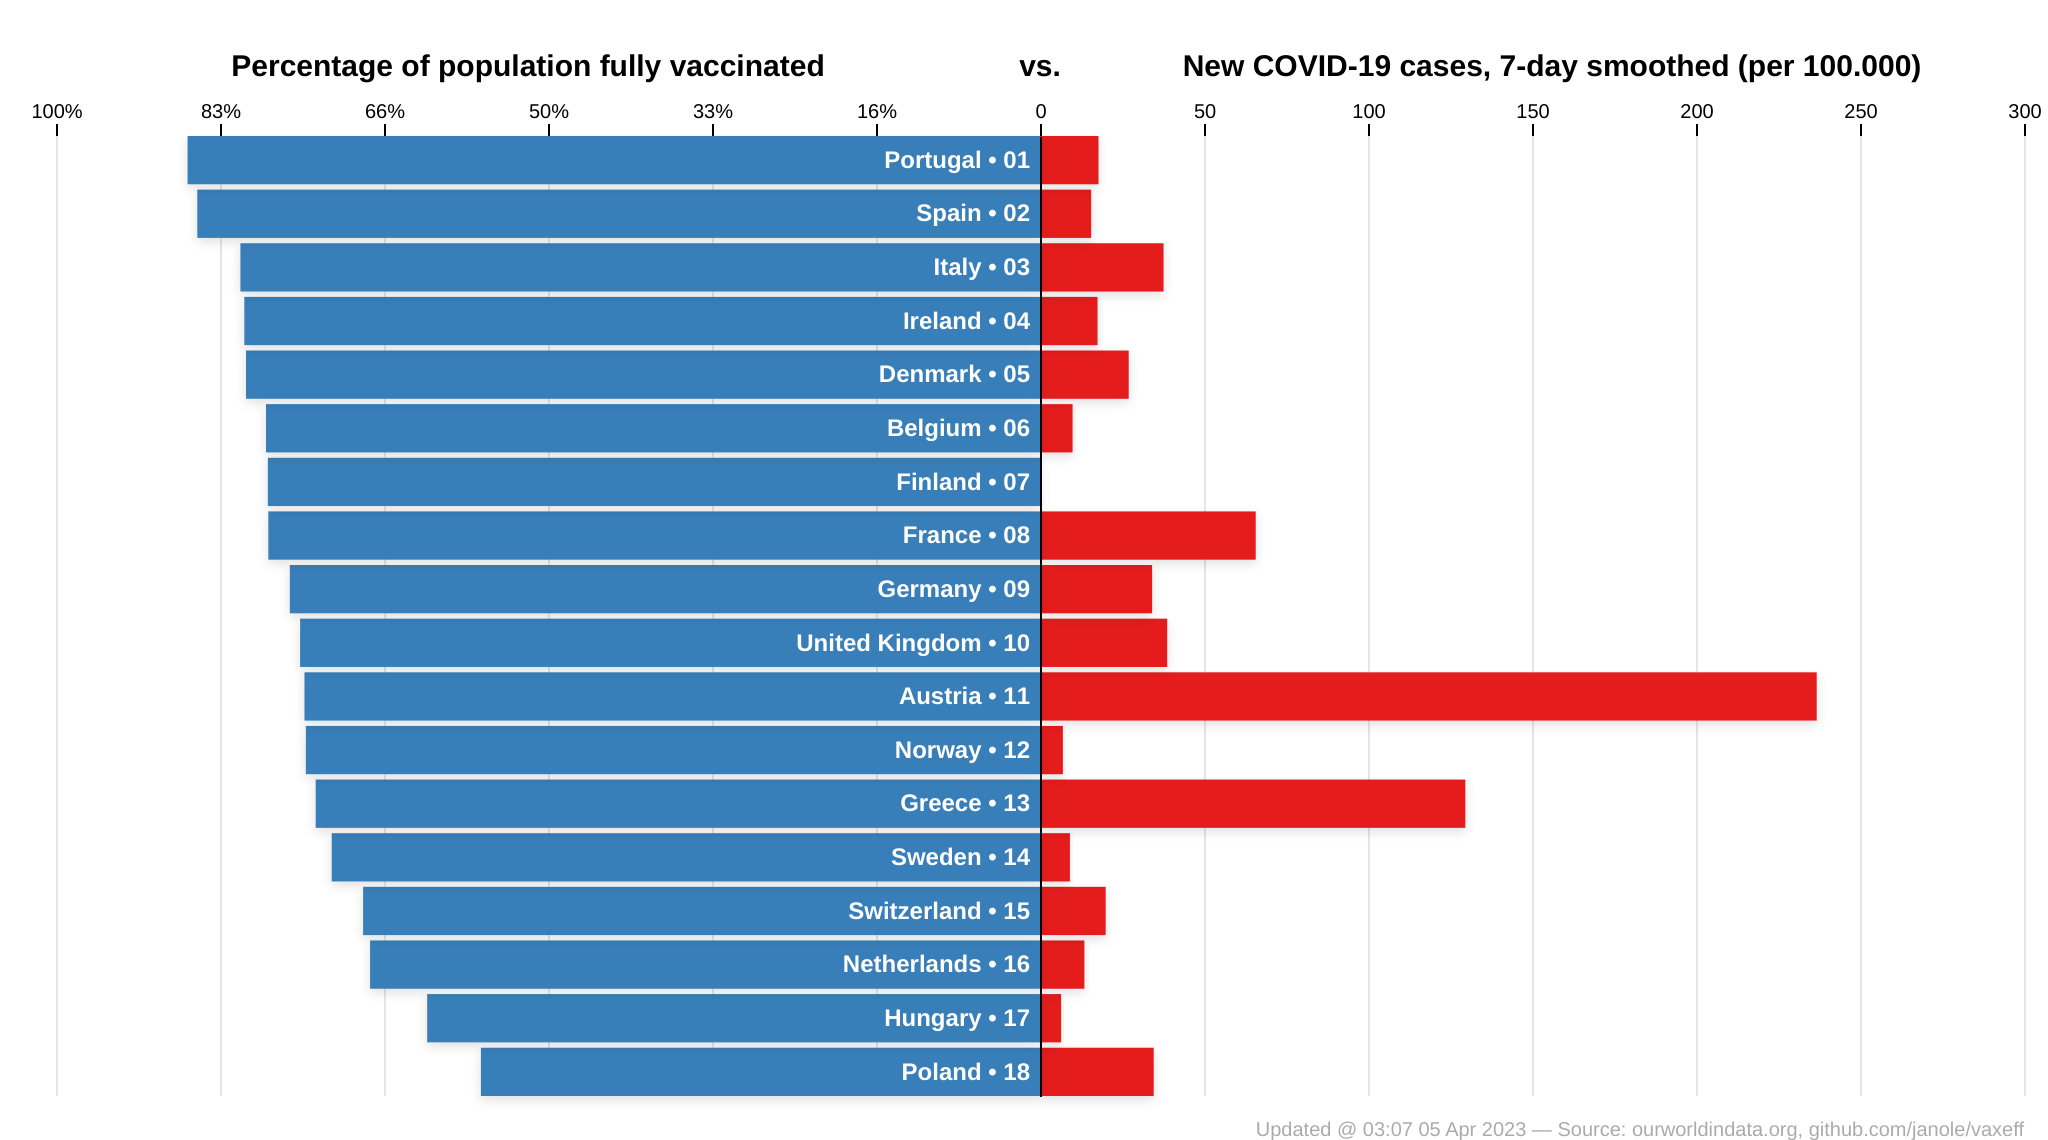 Percentage of population fully vaccinated vs. New COVID-19 cases, 7-day smoothed (per 100.000)
100% 83% 66% 50% 33% 16% 0 50 100 150 200 250 300
Portugal • 01
Spain • 02
Italy • 03
Ireland • 04
Denmark • 05
Belgium • 06
Finland • 07
France • 08
Germany • 09
United Kingdom • 10
Austria • 11
Norway • 12
Greece • 13
Sweden • 14
Switzerland • 15
Netherlands • 16
Hungary • 17
Poland • 18
Updated @ 03:07 05 Apr 2023 — Source: ourworldindata.org, github.com/janole/vaxeff